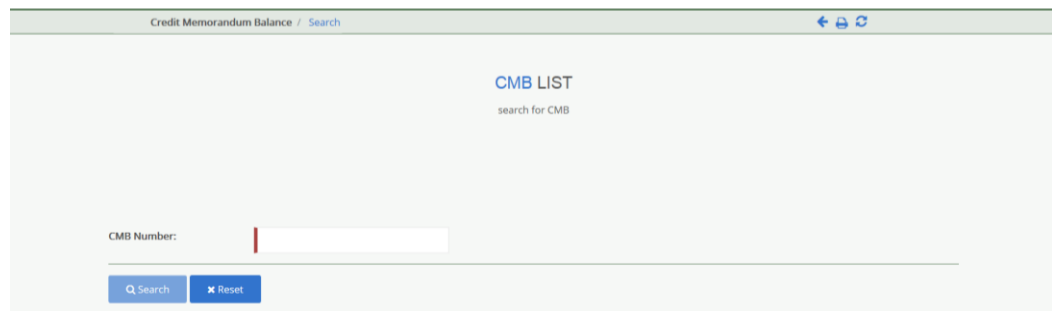 Credit Memorandum Balance / Search
CMB LIST
search for CMB
CMB Number:
Search
Reset